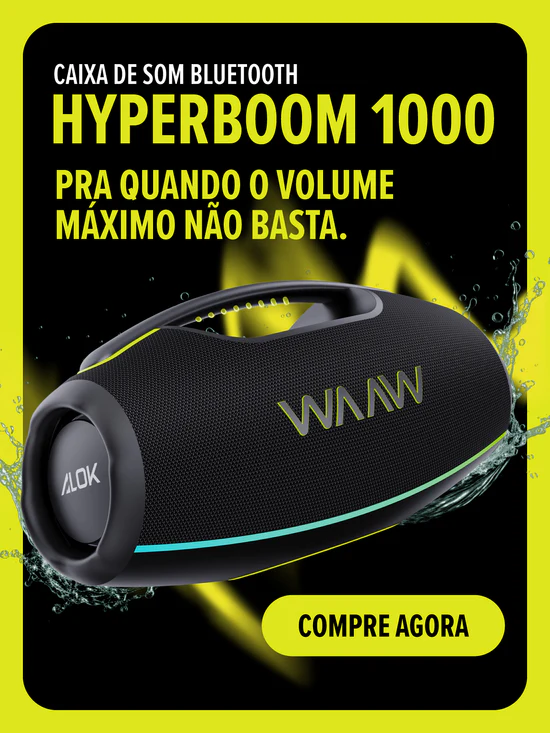 CAIXA DE SOM BLUETOOTH
HYPERBOOM 1000
PRA QUANDO O VOLUME
MÁXIMO NÃO BASTA.
WAAW
ALOK
COMPRE AGORA